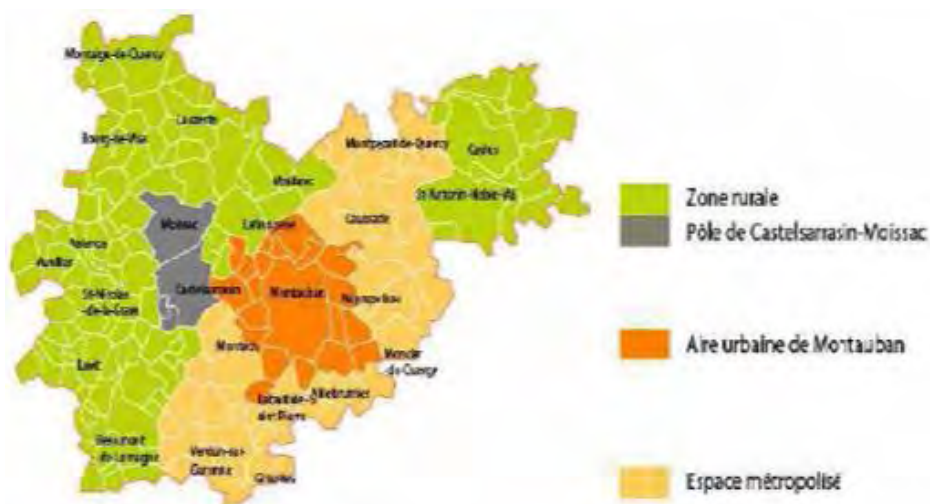 Montaigu-de-Quercy
Lauzerte
Bourg-de-Visa
Montpezat-de-Quercy
Caylus
Molières
St Antonin-Noble-Val
Zone rurale
Moissac
Lafrançaise
Caussade
Pôle de Castelsarrasin-Moissac
Valence
Auvillar
Castelsarrasin
Montauban
Nègrepelisse
St-Nicolas
-de-la-Grave
Montech
Monclar
-de-Quercy
Aire urbaine de Montauban
Lavit
Villebrumier
Labastide-St
Pierre
Beaumont
de-Lomagne
Verdun-sur-
Garonne
Grisolles
Espace métropolisé